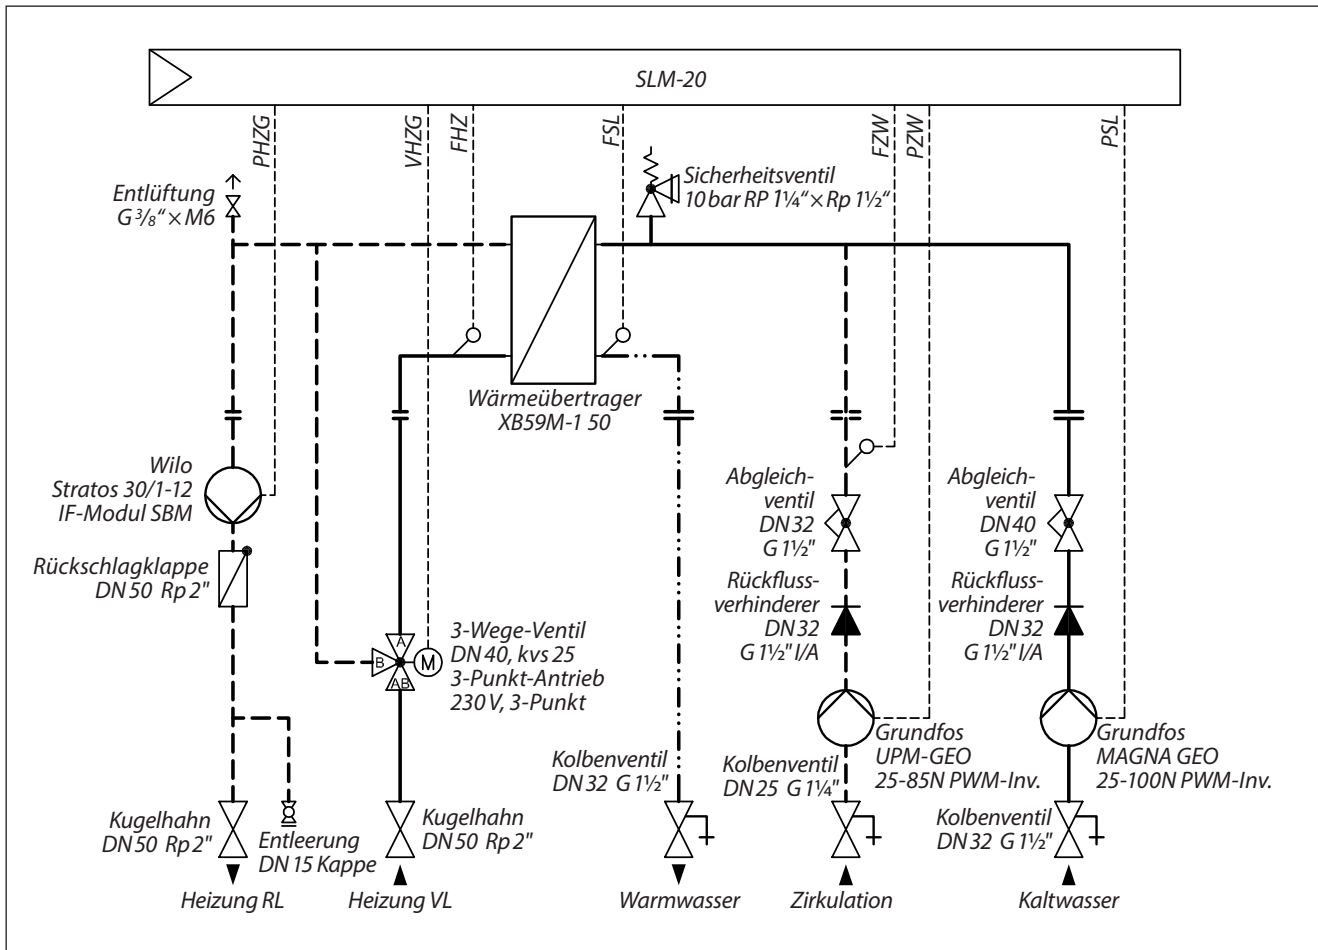 SLM-20
PHZG
VHZG
FHZ
FSL
FZW
PZW
PSL
Entlüftung
G 3/8“ × M6
Sicherheitsventil
10 bar RP 1¼“ × Rp 1½“
Wärmeübertrager
XB59M-1 50
Wilo
Stratos 30/1-12
IF-Modul SBM
Abgleich-
ventil
DN 32
G 1½"
Abgleich-
ventil
DN 40
G 1½"
Rückschlagklappe
DN 50 Rp 2"
Rückfluss-
verhinderer
DN 32
G 1½" I/A
Rückfluss-
verhinderer
DN 32
G 1½" I/A
A
B
AB
M
3-Wege-Ventil
DN 40, kvs 25
3-Punkt-Antrieb
230 V, 3-Punkt
Grundfos
UPM-GEO
25-85N PWM-Inv.
Grundfos
MAGNA GEO
25-100N PWM-Inv.
Kolbenventil
DN 32 G 1½"
Kolbenventil
DN 25 G 1¼"
Kolbenventil
DN 32 G 1½"
Kugelhahn
DN 50 Rp 2"
Entleerung
DN 15 Kappe
Kugelhahn
DN 50 Rp 2"
Heizung RL
Heizung VL
Warmwasser
Zirkulation
Kaltwasser